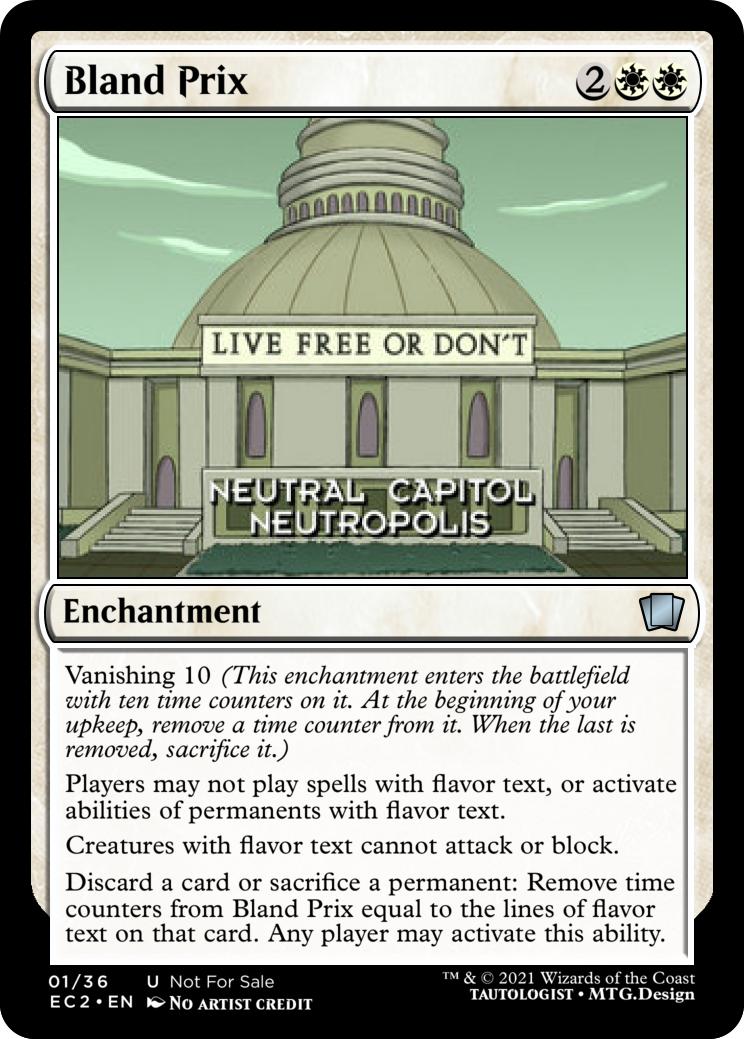 Bland Prix 2
LIVE FREE OR DON'T
NEUTRAL CAPITOL
NEUTROPOLIS
Enchantment
Vanishing 10 (This enchantment enters the battlefield
with ten time counters on it. At the beginning of your
upkeep, remove a time counter from it. When the last is
removed, sacrifice it.)
Players may not play spells with flavor text, or activate
abilities of permanents with flavor text.
Creatures with flavor text cannot attack or block.
Discard a card or sacrifice a permanent: Remove time
counters from Bland Prix equal to the lines of flavor
text on that card. Any player may activate this ability.
01/36 U Not For Sale ™ & © 2021 Wizards of the Coast
EC2 • EN No artist credit TAUTOLOGIST • MTG.Design